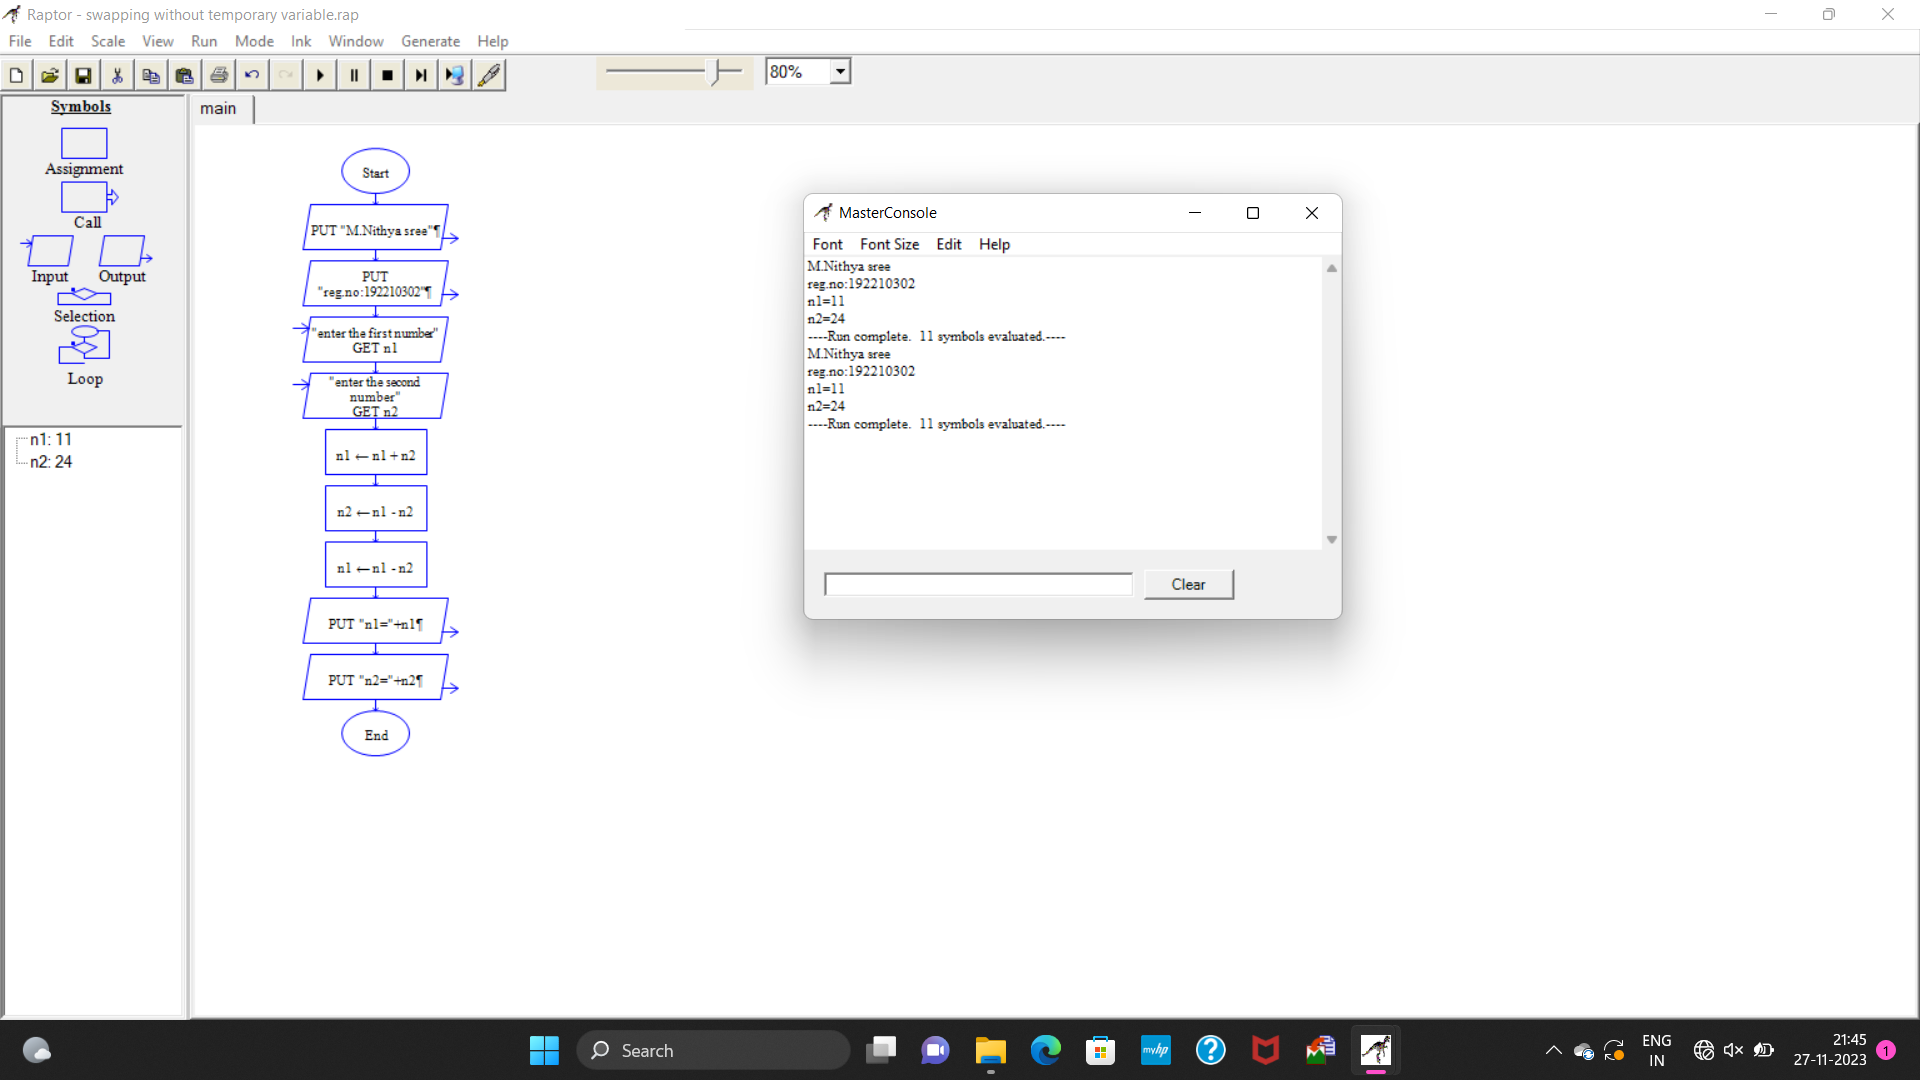 Raptor - swapping without temporary variable.rap
File Edit Scale View Run Mode Ink Window Generate Help
80%
Symbols
Assignment
Call
Input Output
Selection
Loop
n1: 11
n2: 24
main
Start
PUT "M.Nithya sree"¶
PUT
"reg.no:192210302"¶
"enter the first number"
GET n1
"enter the second
number"
GET n2
n1 ← n1 + n2
n2 ← n1 - n2
n1 ← n1 - n2
PUT "n1="+n1¶
PUT "n2="+n2¶
End
MasterConsole
Font Font Size Edit Help
M.Nithya sree
reg.no:192210302
n1=11
n2=24
----Run complete. 11 symbols evaluated.----
M.Nithya sree
reg.no:192210302
n1=11
n2=24
----Run complete. 11 symbols evaluated.----
Clear
Search
myhp
ENG
IN
21:45
27-11-2023
1